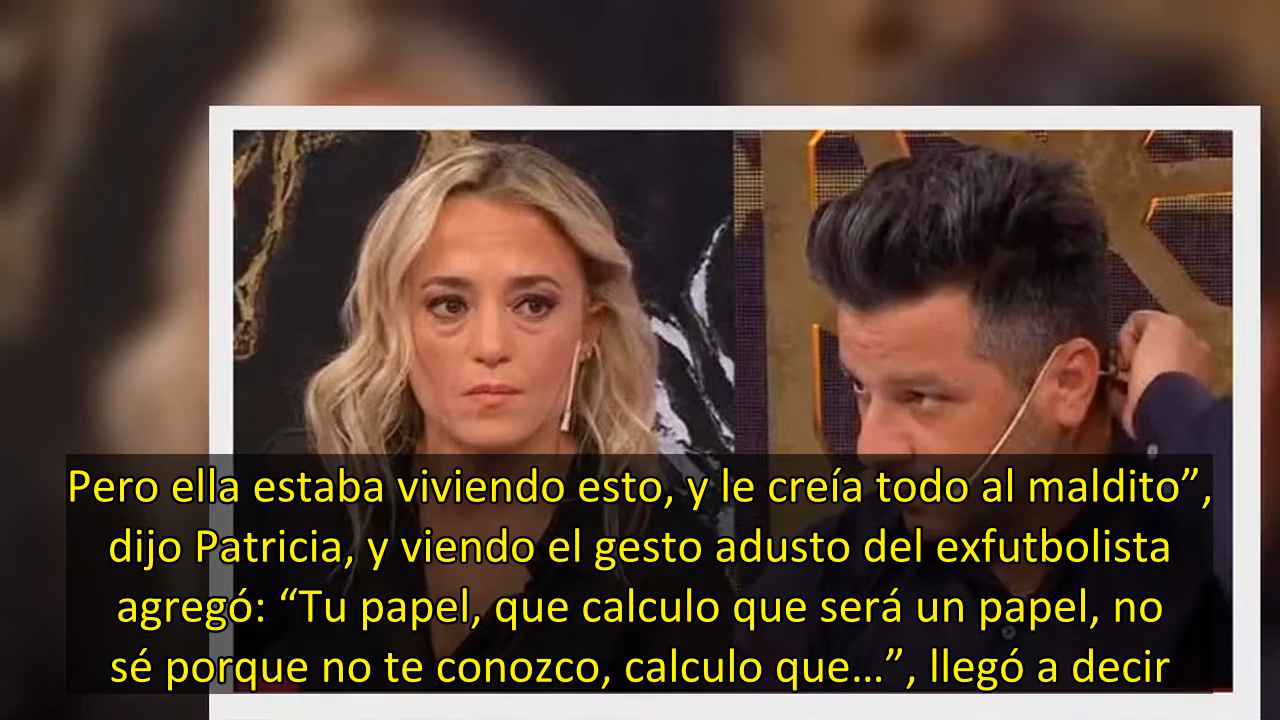 Pero ella estaba viviendo esto, y le creía todo al maldito”,
dijo Patricia, y viendo el gesto adusto del exfutbolista
agregó: “Tu papel, que calculo que será un papel, no
sé porque no te conozco, calculo que...”, llegó a decir